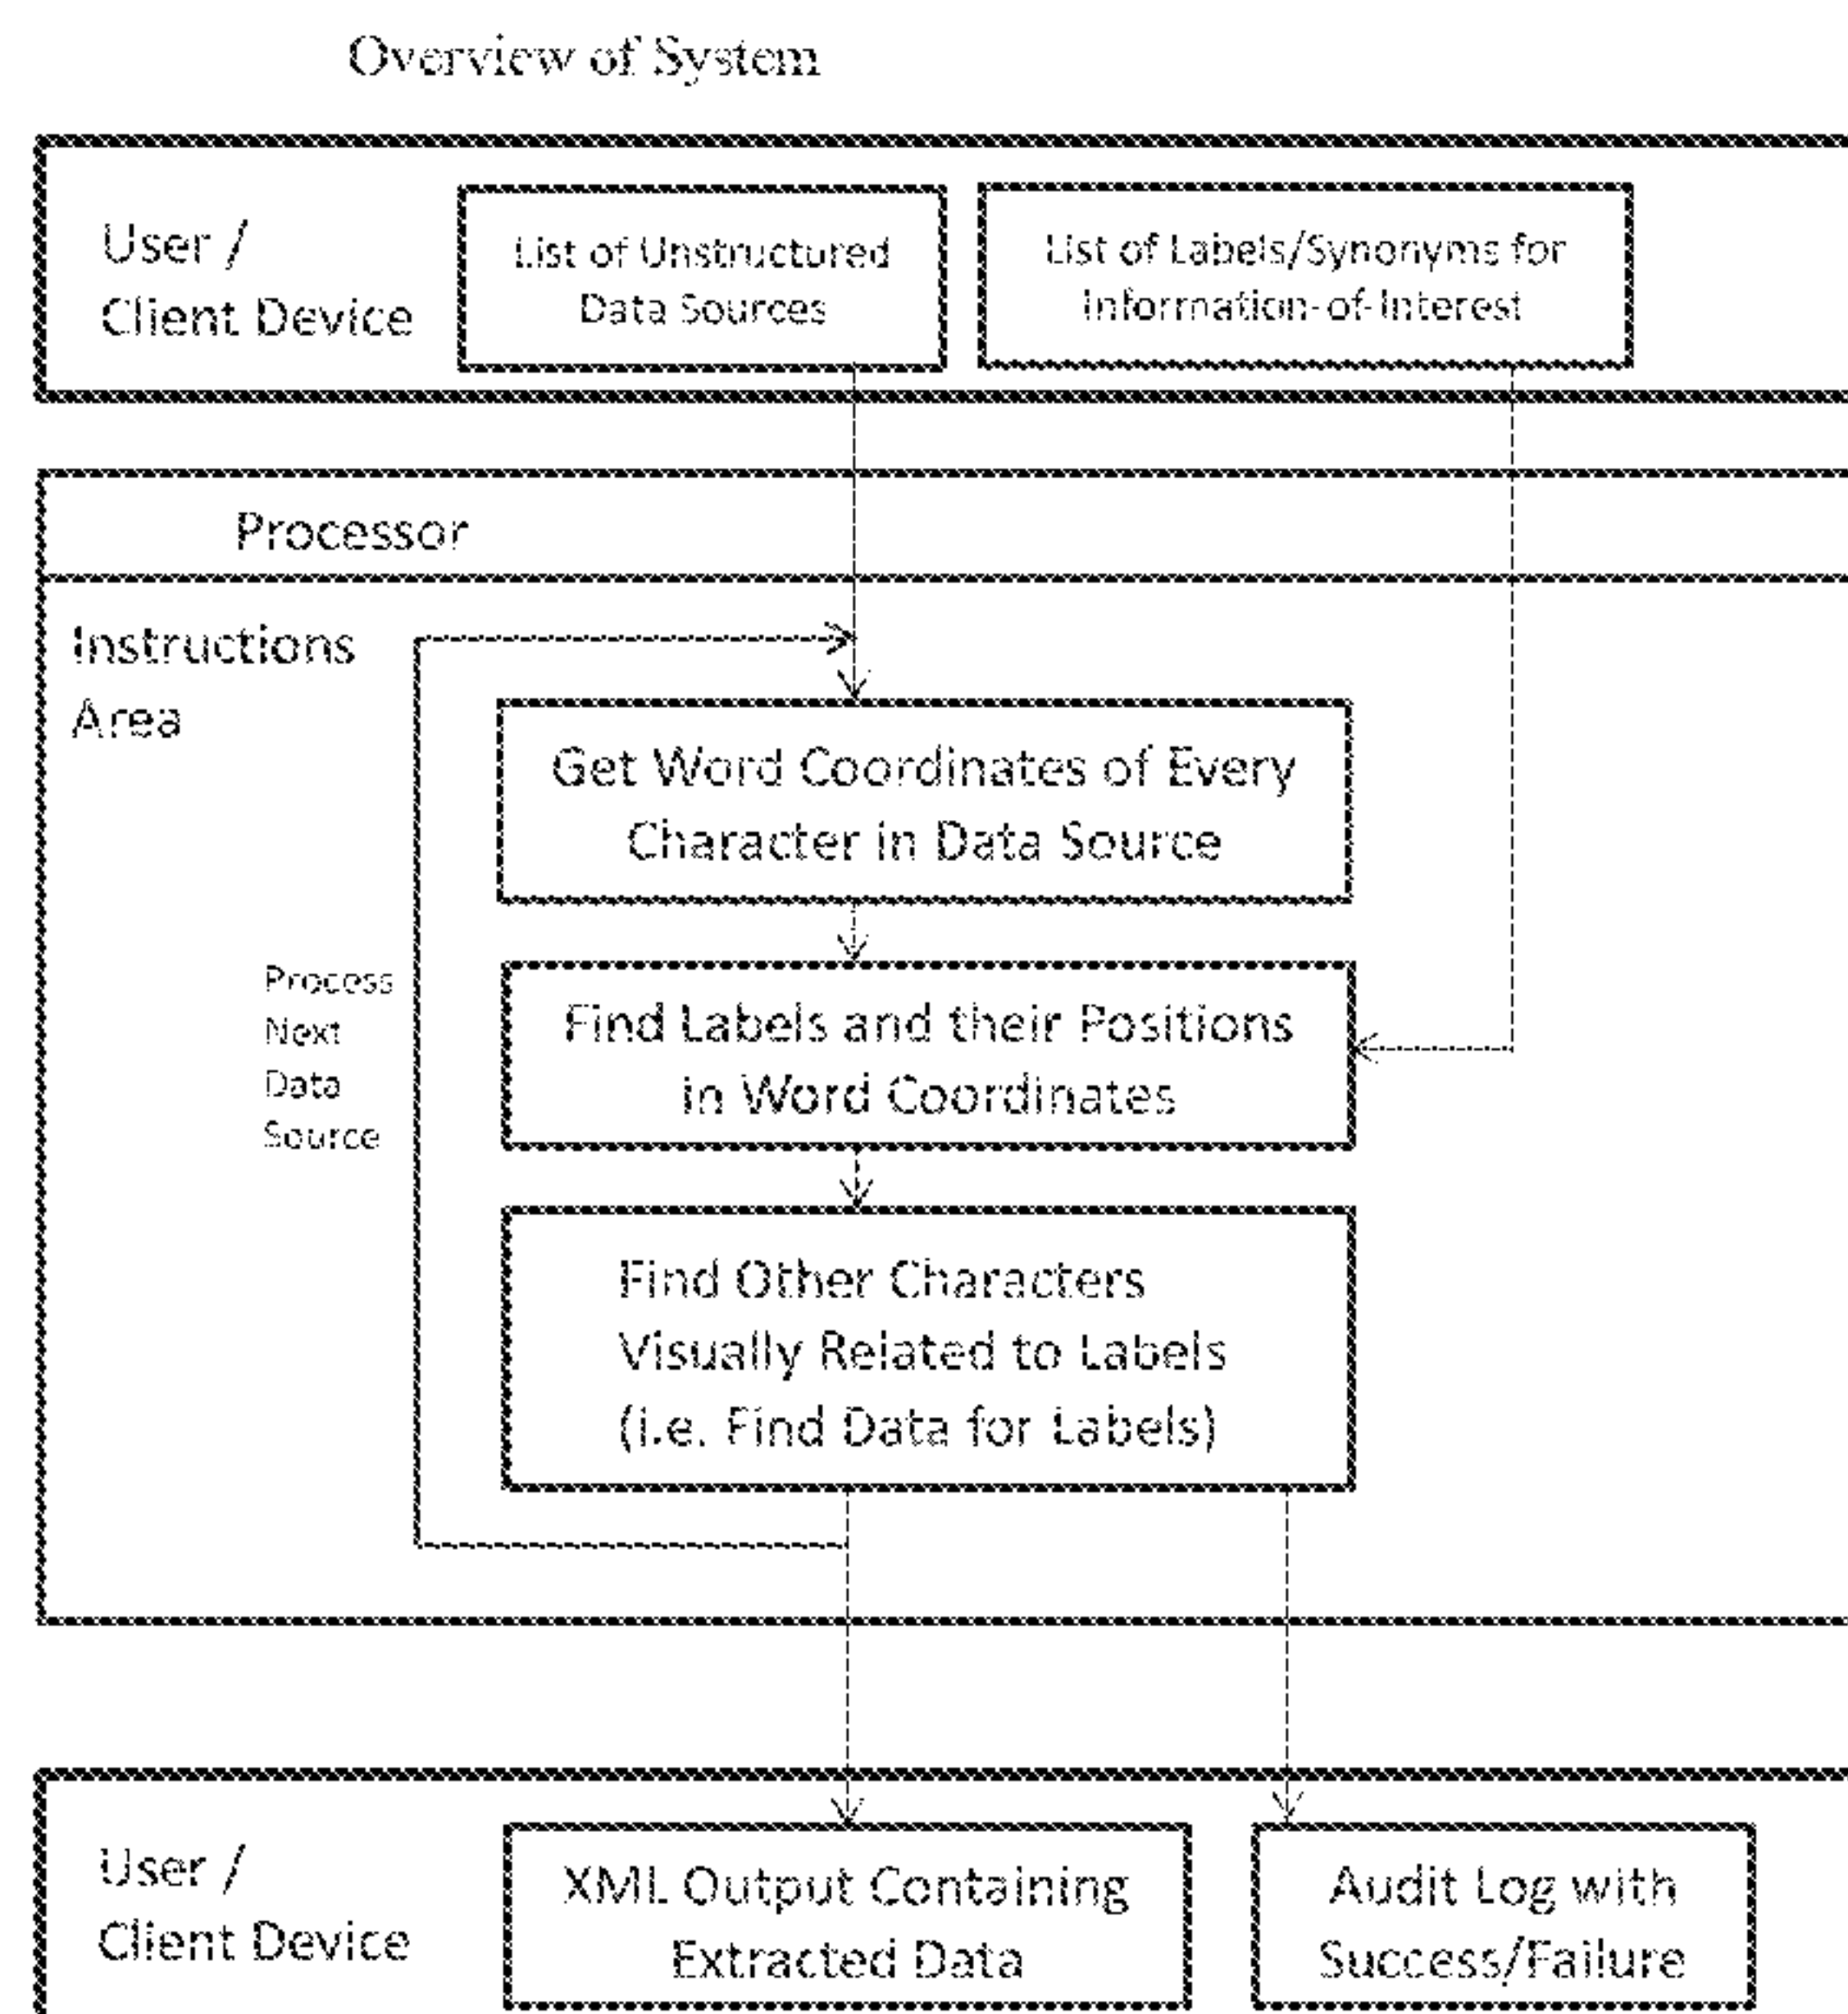 Overview of System
User /
Client Device
List of Unstructured
Data Sources
List of Labels/Synonyms for
Information-of-Interest
Processor
Instructions
Area
Get Word Coordinates of Every
Character in Data Source
Process
Next
Data
Source
Find Labels and their Positions
in Word Coordinates
Find Other Characters
Visually Related to Labels
(i.e. Find Data for Labels)
User /
Client Device
XML Output Containing
Extracted Data
Audit Log with
Success/Failure